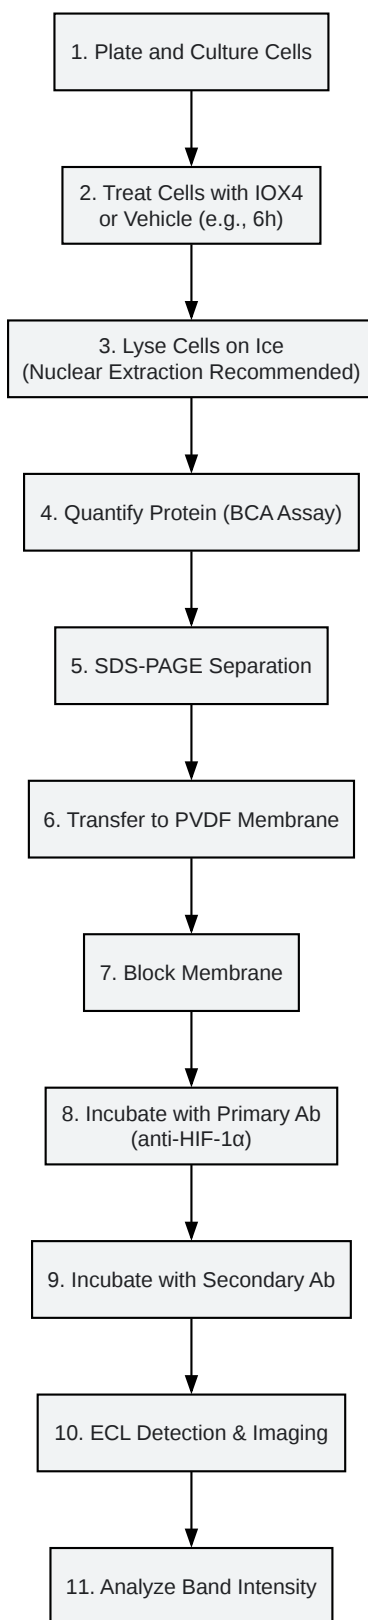 1. Plate and Culture Cells
2. Treat Cells with IOX4
or Vehicle (e.g., 6h)
3. Lyse Cells on Ice
(Nuclear Extraction Recommended)
4. Quantify Protein (BCA Assay)
5. SDS-PAGE Separation
6. Transfer to PVDF Membrane
7. Block Membrane
8. Incubate with Primary Ab
(anti-HIF-1α)
9. Incubate with Secondary Ab
10. ECL Detection & Imaging
11. Analyze Band Intensity